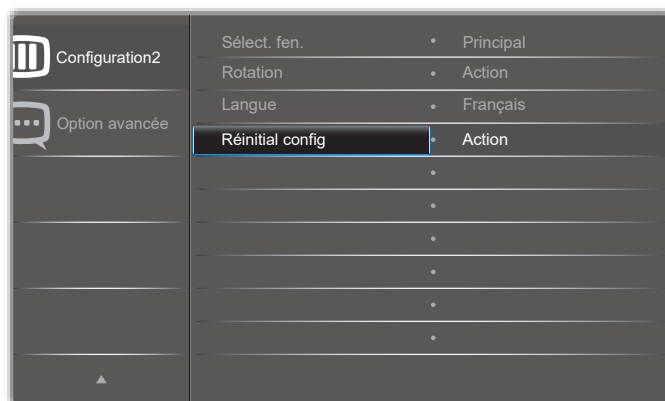 Configuration2
Option avancée
Sélect. fen. • Principal
Rotation • Action
Langue • Français
Réinitial config • Action